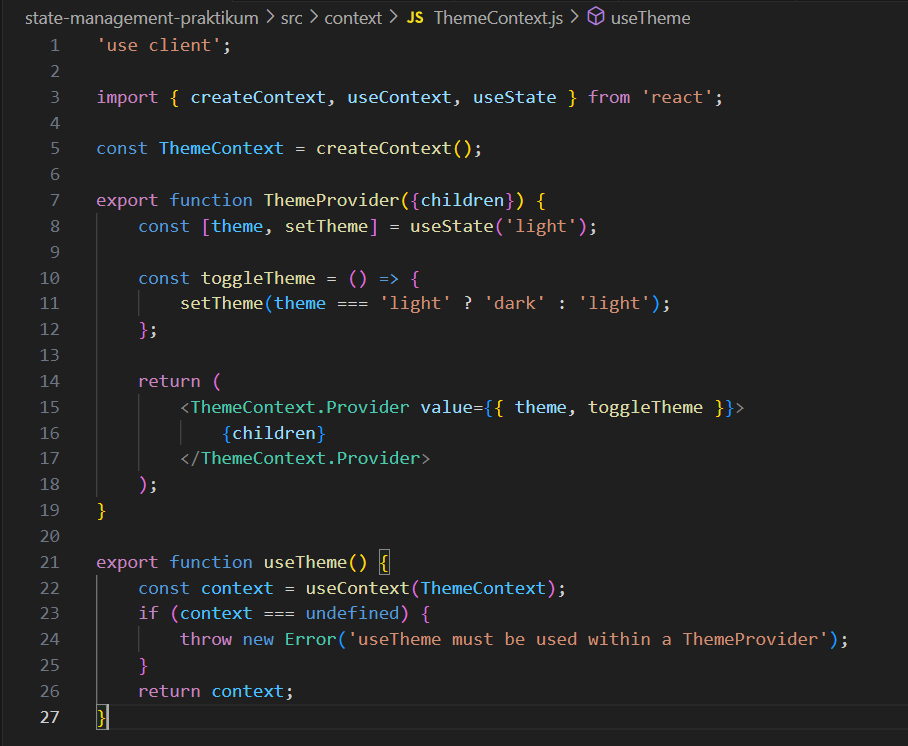 state-management-praktikum > src > context > JS ThemeContext.js > useTheme
1 'use client';
2
3 import { createContext, useContext, useState } from 'react';
4
5 const ThemeContext = createContext();
6
7 export function ThemeProvider({children}) {
8     const [theme, setTheme] = useState('light');
9
10     const toggleTheme = () => {
11         setTheme(theme === 'light' ? 'dark' : 'light');
12     };
13
14     return (
15         <ThemeContext.Provider value={{ theme, toggleTheme }}>
16             {children}
17         </ThemeContext.Provider>
18     );
19 }
20
21 export function useTheme() {
22     const context = useContext(ThemeContext);
23     if (context === undefined) {
24         throw new Error('useTheme must be used within a ThemeProvider');
25     }
26     return context;
27 }